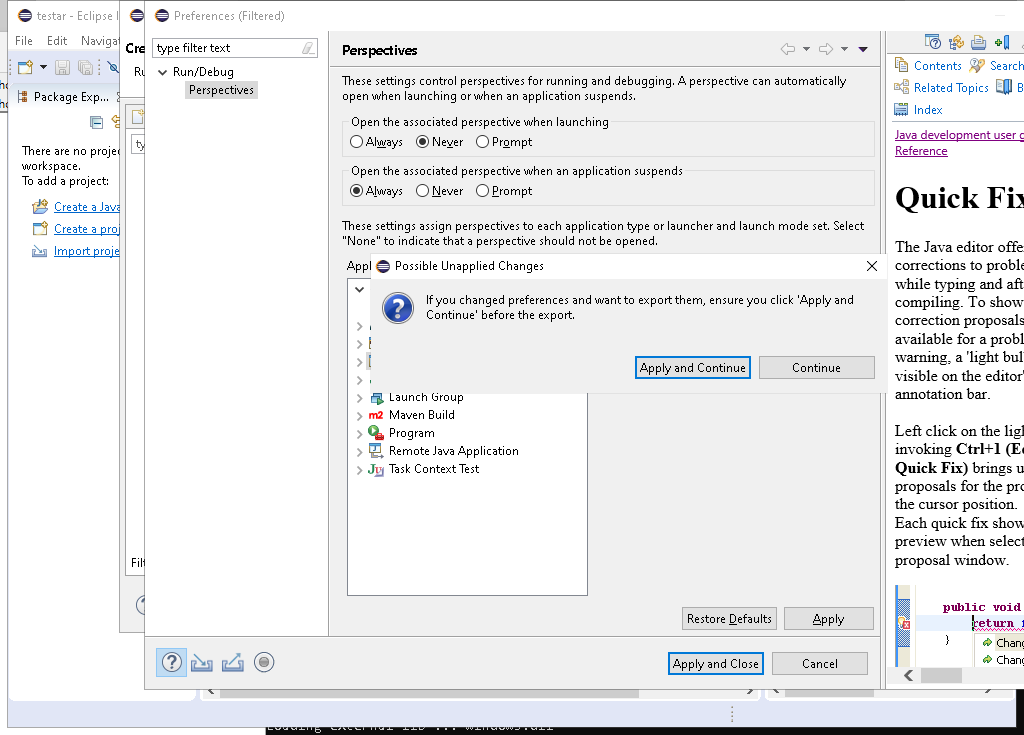 testar - Eclipse I
Preferences (Filtered)
File Edit Navigat
Package Exp...
There are no projec
workspace.
To add a project:
Create a Java
Create a proj
Import proje
Cre
Ru
ty
Filt
type filter text
Run/Debug
Perspectives
Perspectives
These settings control perspectives for running and debugging. A perspective can automatically
open when launching or when an application suspends.
Open the associated perspective when launching
Always Never Prompt
Open the associated perspective when an application suspends
Always Never Prompt
These settings assign perspectives to each application type or launcher and launch mode set. Select
"None" to indicate that a perspective should not be opened.
Appl
Possible Unapplied Changes
If you changed preferences and want to export them, ensure you click 'Apply and
Continue' before the export.
Apply and Continue Continue
Launch Group
m2 Maven Build
Program
Remote Java Application
Task Context Test
Restore Defaults Apply
Apply and Close Cancel
Contents Search
Related Topics B
Index
Java development user g
Reference
Quick Fix
The Java editor offe
corrections to proble
while typing and aft
compiling. To show
correction proposals
available for a probl
warning, a 'light bul
visible on the editor'
annotation bar.
Left click on the ligh
invoking Ctrl+1 (Ed
Quick Fix) brings u
proposals for the pro
the cursor position.
Each quick fix show
preview when select
proposal window.
public void
return f
}
Chang
Chang
Loading external lib ... windows.dll